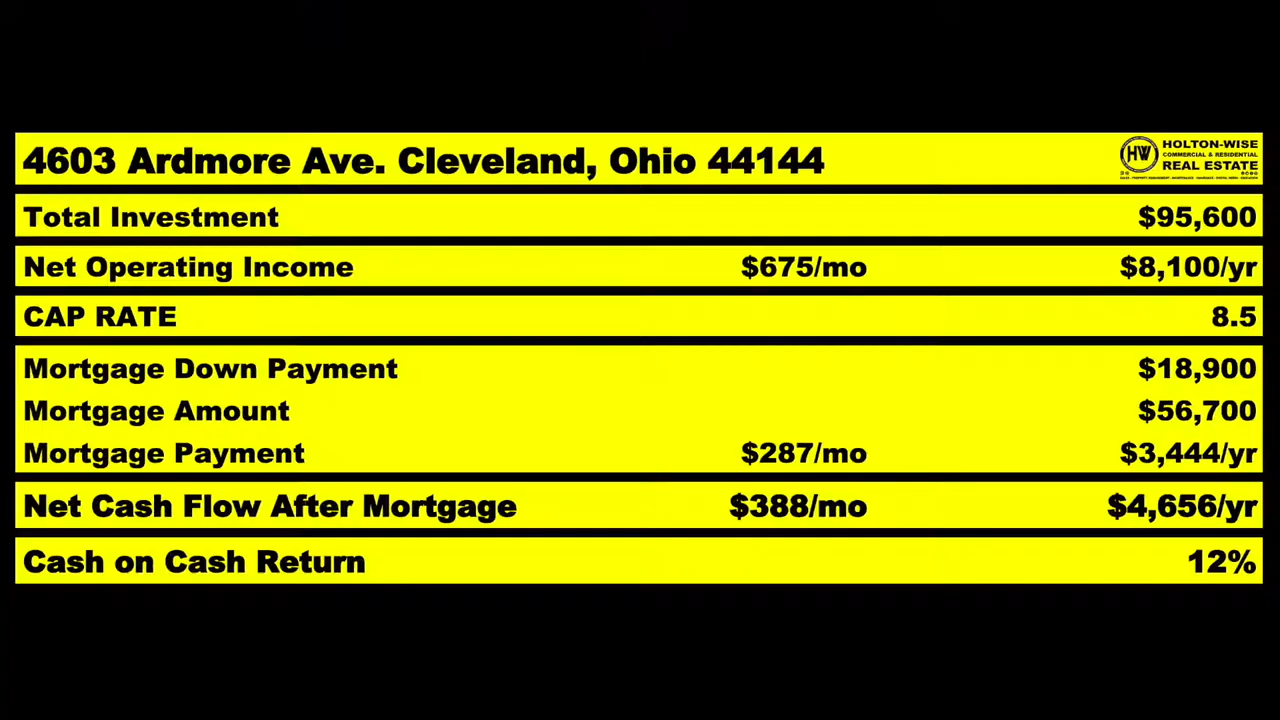 4603 Ardmore Ave. Cleveland, Ohio 44144
HW
HOLTON-WISE
COMMERCIAL & RESIDENTIAL
REAL ESTATE
Total Investment $95,600
Net Operating Income $675/mo $8,100/yr
CAP RATE 8.5
Mortgage Down Payment $18,900
Mortgage Amount $56,700
Mortgage Payment $287/mo $3,444/yr
Net Cash Flow After Mortgage $388/mo $4,656/yr
Cash on Cash Return 12%